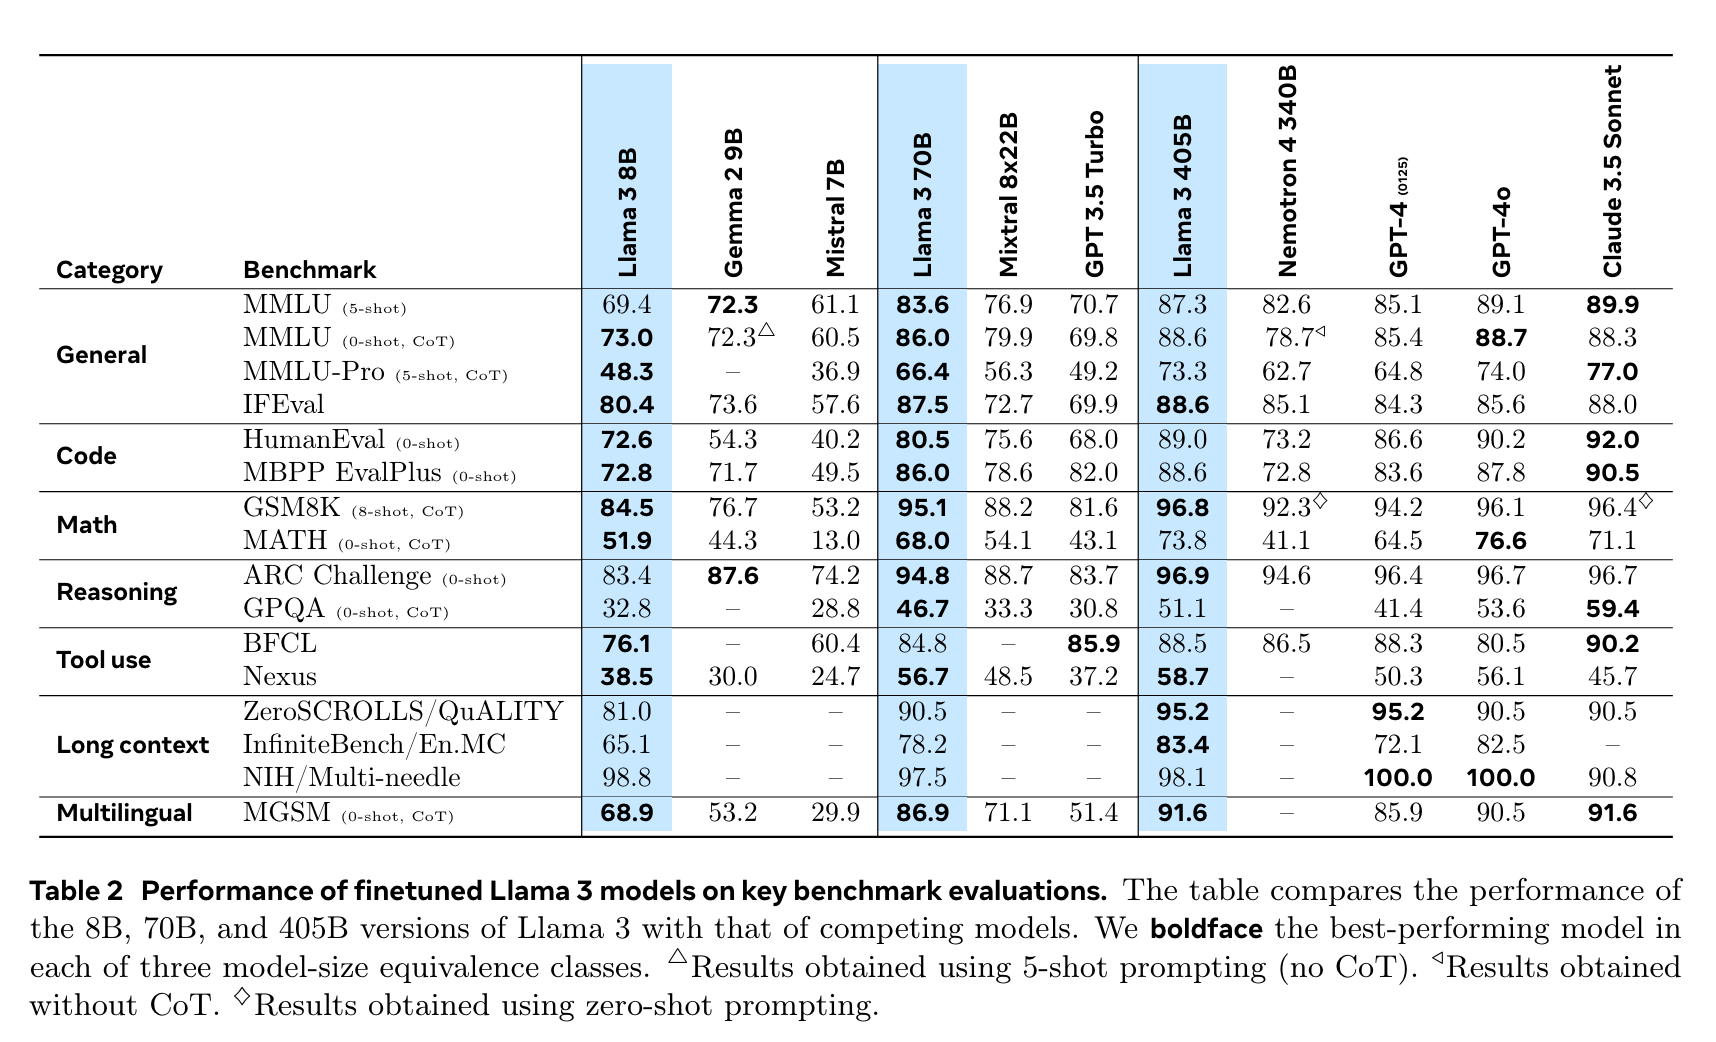 Category Benchmark Llama 3 8B Gemma 2 9B Mistral 7B Llama 3 70B Mixtral 8x22B GPT 3.5 Turbo Llama 3 405B Nemotron 4 340B GPT-4 (0125) GPT-4o Claude 3.5 Sonnet
General
MMLU (5-shot) 69.4 72.3 61.1 83.6 76.9 70.7 87.3 82.6 85.1 89.1 89.9
MMLU (0-shot, CoT) 73.0 72.3△ 60.5 86.0 79.9 69.8 88.6 78.7◃ 85.4 88.7 88.3
MMLU-Pro (5-shot, CoT) 48.3 – 36.9 66.4 56.3 49.2 73.3 62.7 64.8 74.0 77.0
IFEval 80.4 73.6 57.6 87.5 72.7 69.9 88.6 85.1 84.3 85.6 88.0
Code
HumanEval (0-shot) 72.6 54.3 40.2 80.5 75.6 68.0 89.0 73.2 86.6 90.2 92.0
MBPP EvalPlus (0-shot) 72.8 71.7 49.5 86.0 78.6 82.0 88.6 72.8 83.6 87.8 90.5
Math
GSM8K (8-shot, CoT) 84.5 76.7 53.2 95.1 88.2 81.6 96.8 92.3♢ 94.2 96.1 96.4♢
MATH (0-shot, CoT) 51.9 44.3 13.0 68.0 54.1 43.1 73.8 41.1 64.5 76.6 71.1
Reasoning
ARC Challenge (0-shot) 83.4 87.6 74.2 94.8 88.7 83.7 96.9 94.6 96.4 96.7 96.7
GPQA (0-shot, CoT) 32.8 – 28.8 46.7 33.3 30.8 51.1 – 41.4 53.6 59.4
Tool use
BFCL 76.1 – 60.4 84.8 – 85.9 88.5 86.5 88.3 80.5 90.2
Nexus 38.5 30.0 24.7 56.7 48.5 37.2 58.7 – 50.3 56.1 45.7
Long context
ZeroSCROLLS/QuALITY 81.0 – – 90.5 – – 95.2 – 95.2 90.5 90.5
InfiniteBench/En.MC 65.1 – – 78.2 – – 83.4 – 72.1 82.5 –
NIH/Multi-needle 98.8 – – 97.5 – – 98.1 – 100.0 100.0 90.8
Multilingual MGSM (0-shot, CoT) 68.9 53.2 29.9 86.9 71.1 51.4 91.6 – 85.9 90.5 91.6
Table 2 Performance of finetuned Llama 3 models on key benchmark evaluations. The table compares the performance of
the 8B, 70B, and 405B versions of Llama 3 with that of competing models. We boldface the best-performing model in
each of three model-size equivalence classes. △Results obtained using 5-shot prompting (no CoT). ◃Results obtained
without CoT. ♢Results obtained using zero-shot prompting.